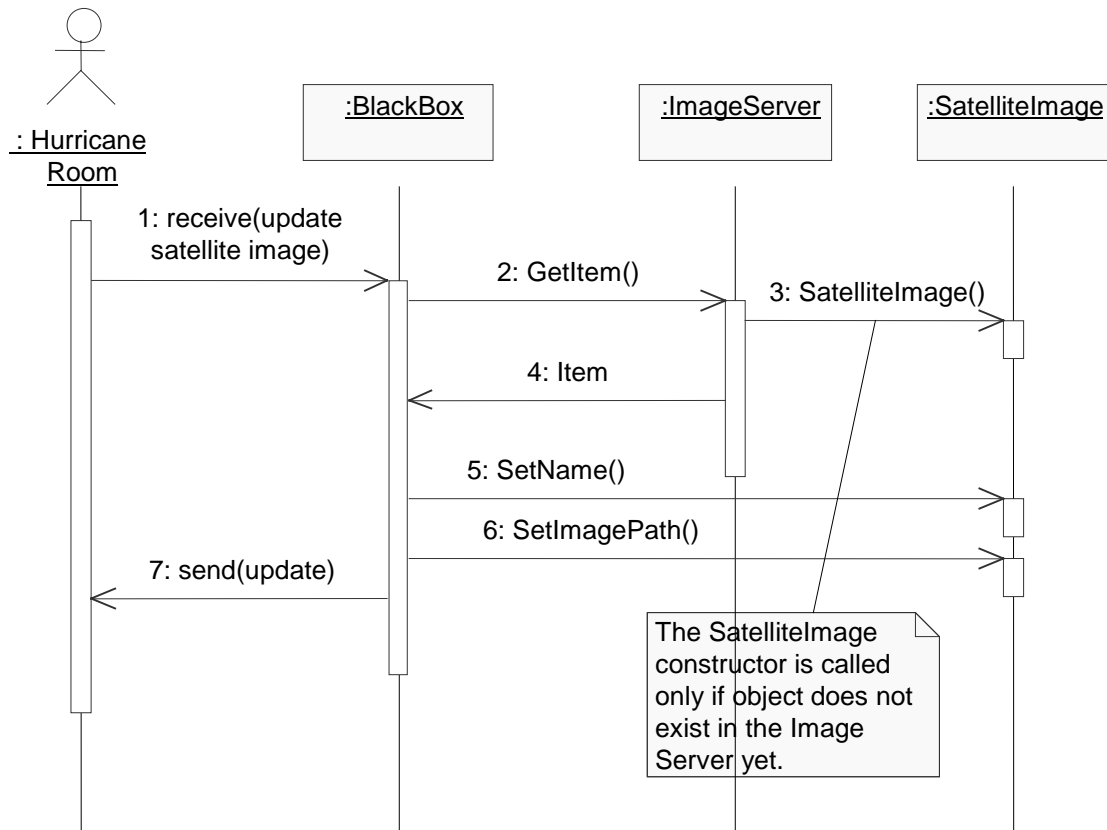 : Hurricane
Room
:BlackBox
:ImageServer
:SatelliteImage
1: receive(update
satellite image)
2: GetItem()
3: SatelliteImage()
4: Item
5: SetName()
6: SetImagePath()
7: send(update)
The SatelliteImage
constructor is called
only if object does not
exist in the Image
Server yet.